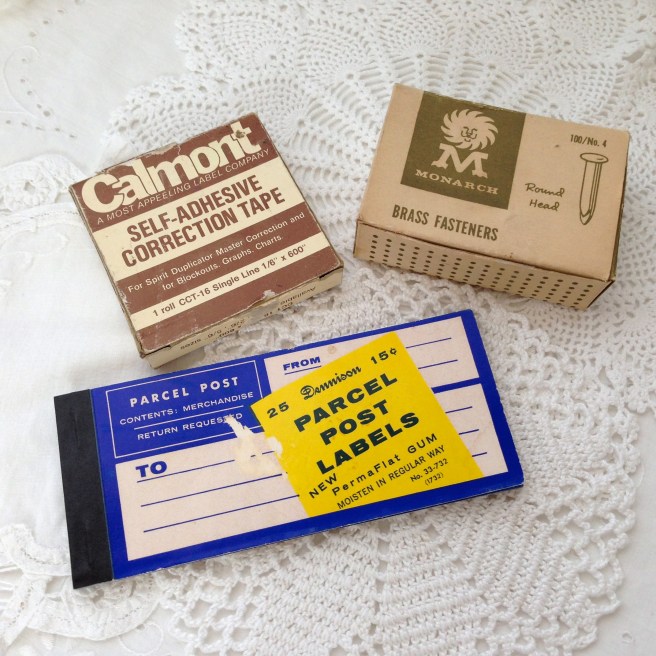 Calmont
A MOST APPEELING LABEL COMPANY
SELF-ADHESIVE
CORRECTION TAPE
For Spirit Duplicator Master Correction and
for Blockouts, Graphs, Charts
1 roll CCT-16 Single Line 1/6" x 600"
M
MONARCH
100/No. 4
Round
Head
BRASS FASTENERS
PARCEL POST
CONTENTS: MERCHANDISE
RETURN REQUESTED
FROM
TO
25 Dennison 15¢
PARCEL
POST
LABELS
NEW PermaFlat GUM
MOISTEN IN REGULAR WAY
No. 33-732
(1732)